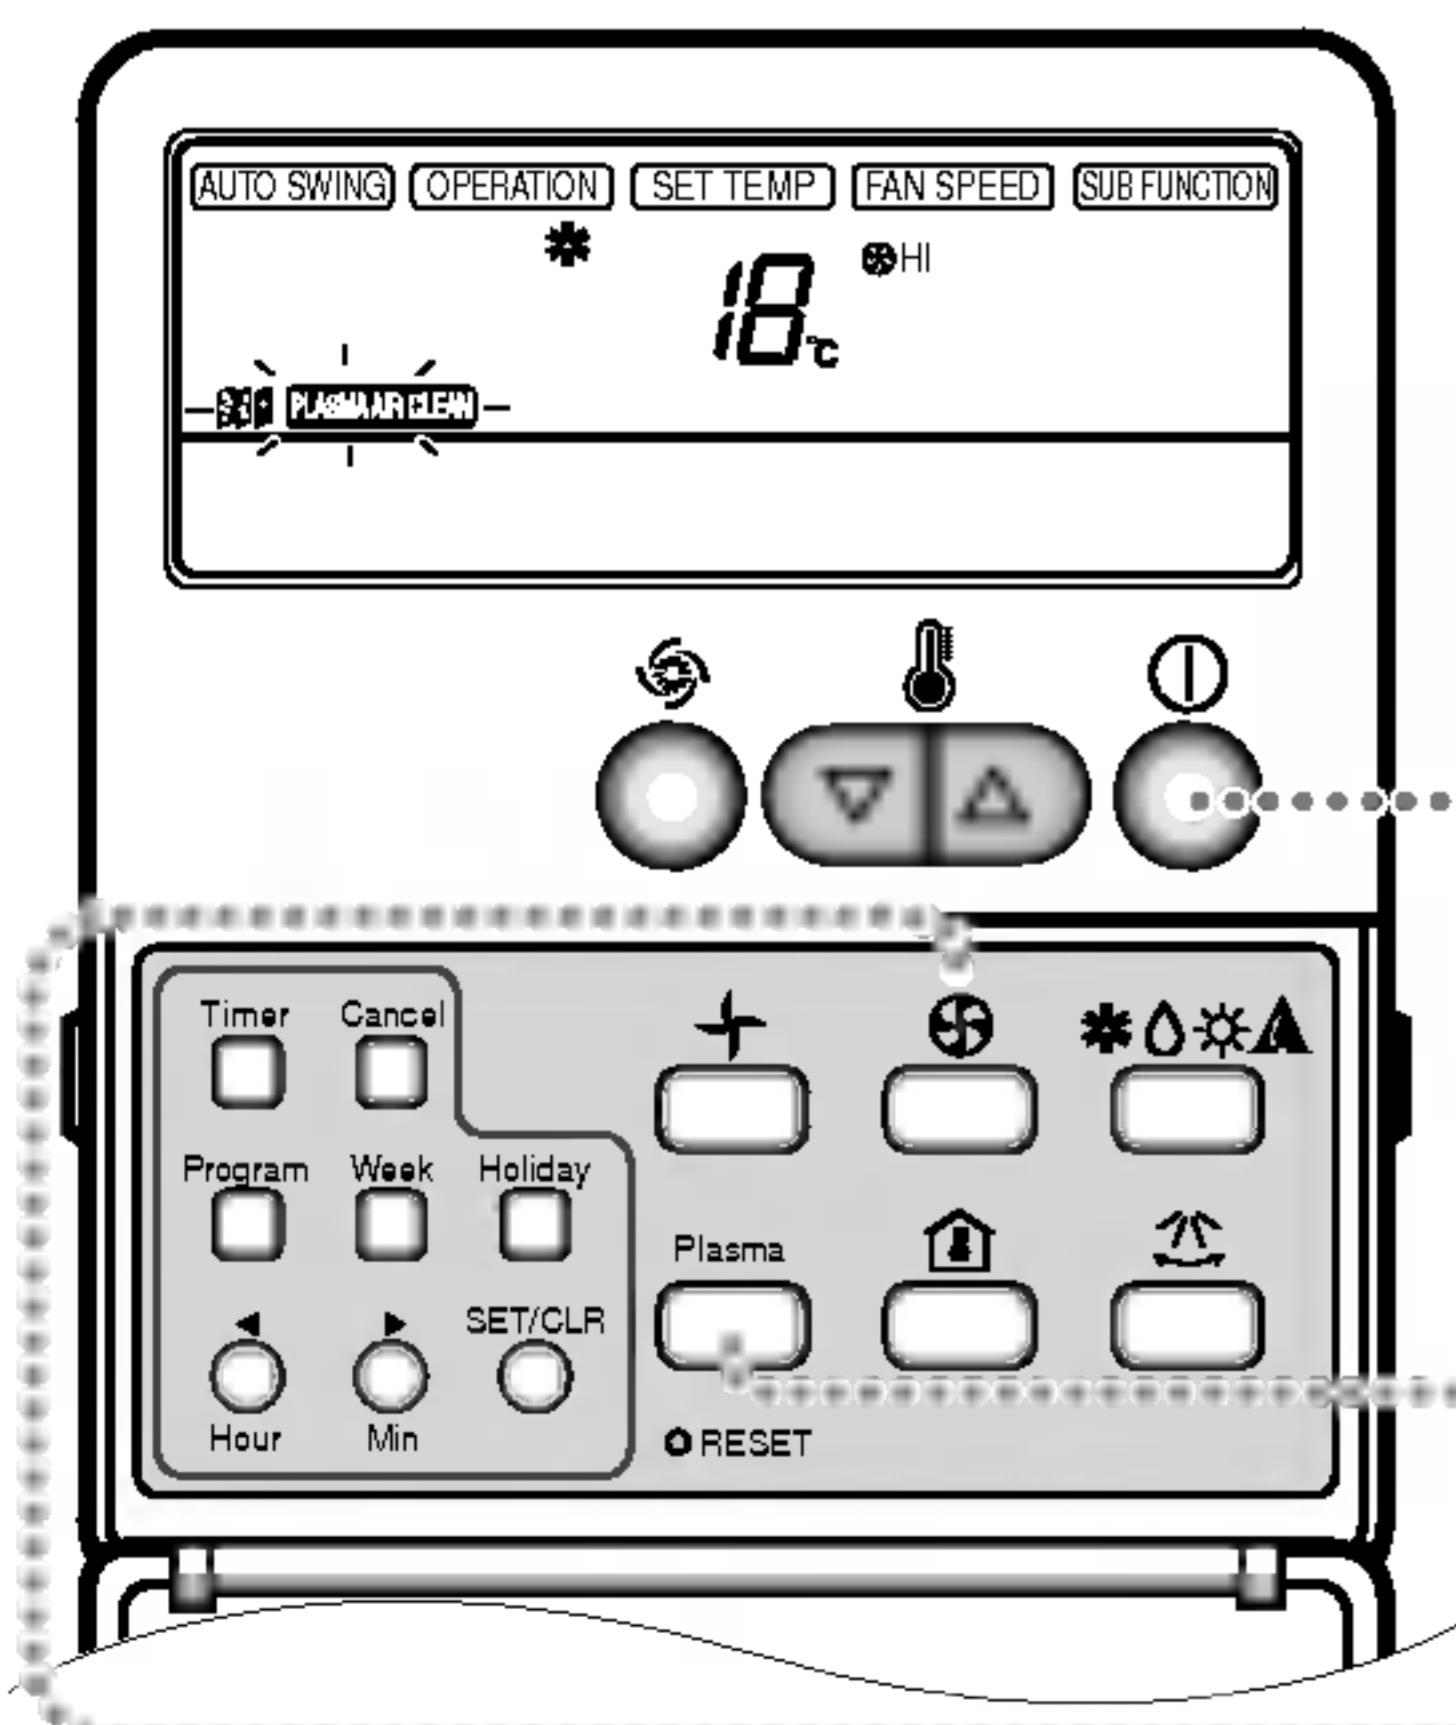 AUTO SWING OPERATION SET TEMP FAN SPEED SUB FUNCTION
HI
18°C
PLASMA AIR CLEAN
Timer Cancel
Program Week Holiday
Plasma
SET/CLR
Hour Min
RESET